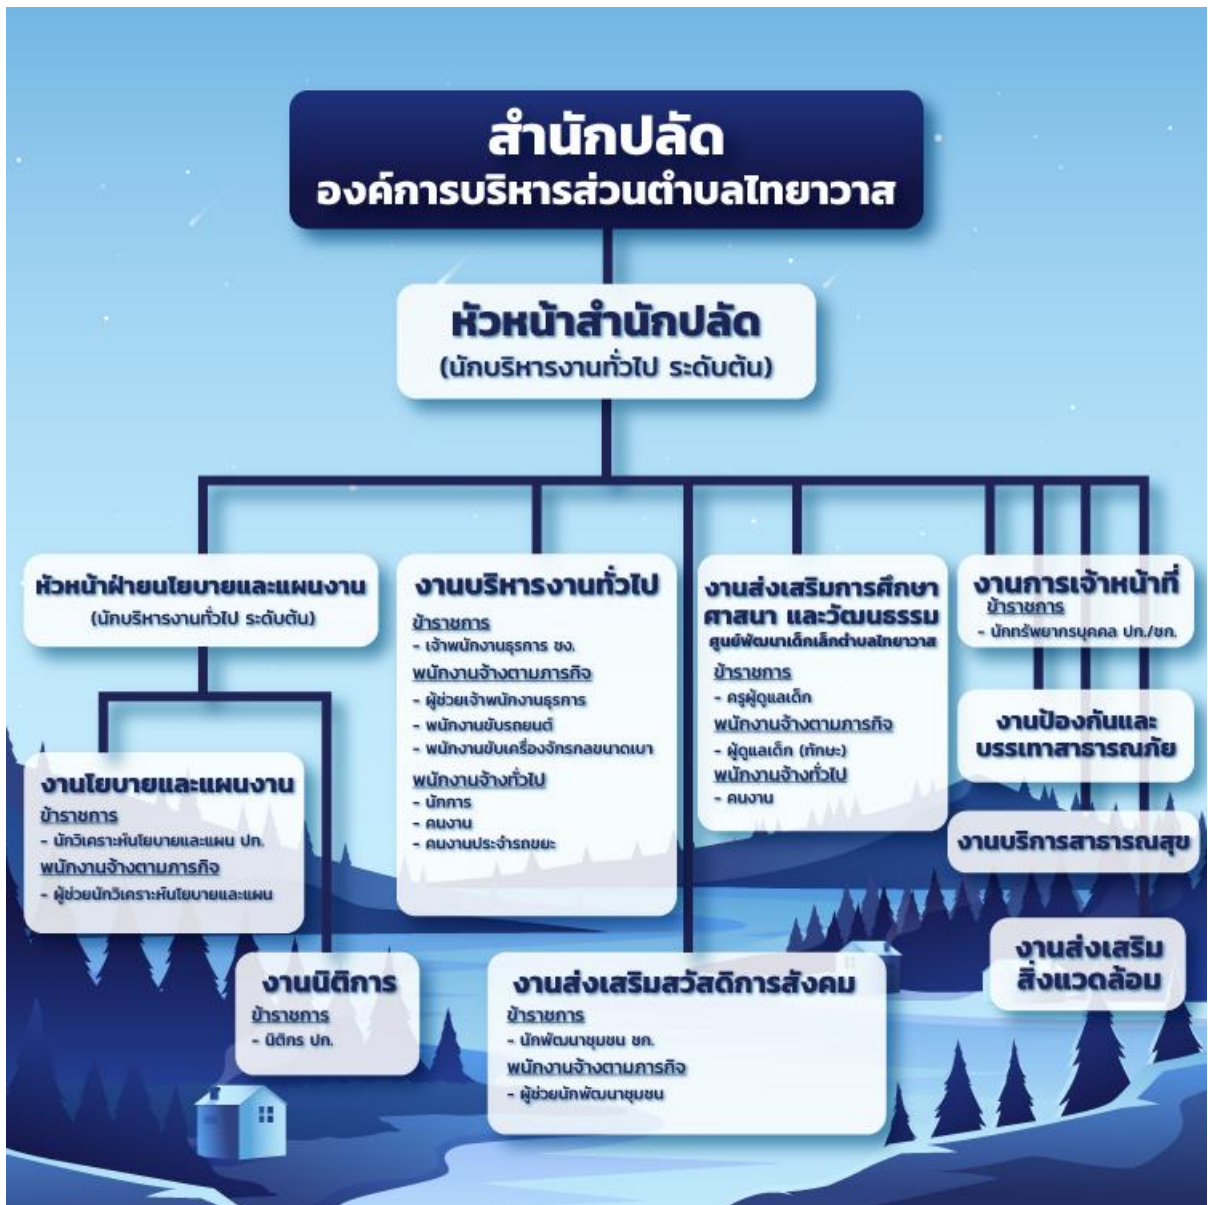 สำนักปลัด
องค์การบริหารส่วนตำบลไทยาวาส
หัวหน้าสำนักปลัด
(นักบริหารงานทั่วไป ระดับต้น)
หัวหน้าฝ่ายนโยบายและแผนงาน
(นักบริหารงานทั่วไป ระดับต้น)
งานโยบายและแผนงาน
ข้าราชการ
- นักวิเคราะห์นโยบายและแผน ปก.
พนักงานจ้างตามภารกิจ
- ผู้ช่วยนักวิเคราะห์นโยบายและแผน
งานนิติการ
ข้าราชการ
- นิติกร ปก.
งานบริหารงานทั่วไป
ข้าราชการ
- เจ้าพนักงานธุรการ ชง.
พนักงานจ้างตามภารกิจ
- ผู้ช่วยเจ้าพนักงานธุรการ
- พนักงานขับรถยนต์
- พนักงานขับเครื่องจักรกลขนาดเบา
พนักงานจ้างทั่วไป
- นักการ
- คนงาน
- คนงานประจำรถขยะ
งานส่งเสริมสวัสดิการสังคม
ข้าราชการ
- นักพัฒนาชุมชน ชก.
พนักงานจ้างตามภารกิจ
- ผู้ช่วยนักพัฒนาชุมชน
งานส่งเสริมการศึกษา
ศาสนา และวัฒนธรรม
ศูนย์พัฒนาเด็กเล็กตำบลไทยาวาส
ข้าราชการ
- ครูผู้ดูแลเด็ก
พนักงานจ้างตามภารกิจ
- ผู้ดูแลเด็ก (ทักษะ)
พนักงานจ้างทั่วไป
- คนงาน
งานการเจ้าหน้าที่
ข้าราชการ
- นักทรัพยากรบุคคล ปก./ชก.
งานป้องกันและ
บรรเทาสาธารณภัย
งานบริการสาธารณสุข
งานส่งเสริม
สิ่งแวดล้อม